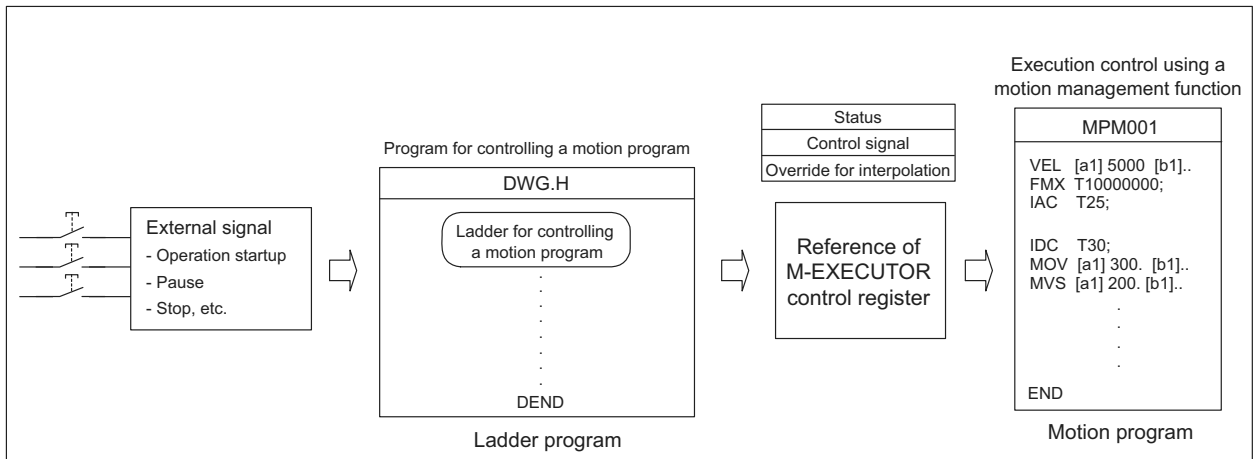 External signal
- Operation startup
- Pause
- Stop, etc.
Program for controlling a motion program
DWG.H
Ladder for controlling
a motion program
.
.
.
.
.
.
.
DEND
Ladder program
Status
Control signal
Override for interpolation
Reference of
M-EXECUTOR
control register
Execution control using a
motion management function
MPM001
VEL [a1] 5000 [b1]..
FMX T10000000;
IAC T25;
IDC T30;
MOV [a1] 300. [b1]..
MVS [a1] 200. [b1]..
.
.
.
.
END
Motion program